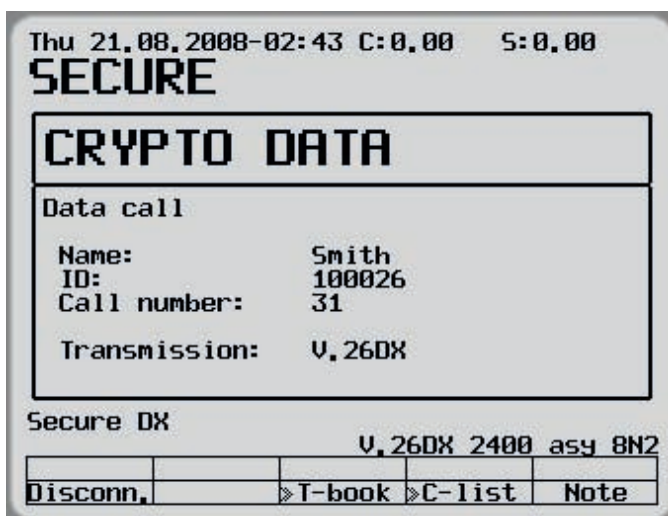 Thu 21.08.2008-02:43 C:0.00 S:0.00
SECURE
CRYPTO DATA
Data call
Name: Smith
ID: 100026
Call number: 31
Transmission: V.26DX
Secure DX
V.26DX 2400 asy 8N2
Disconn. »T-book »C-list Note